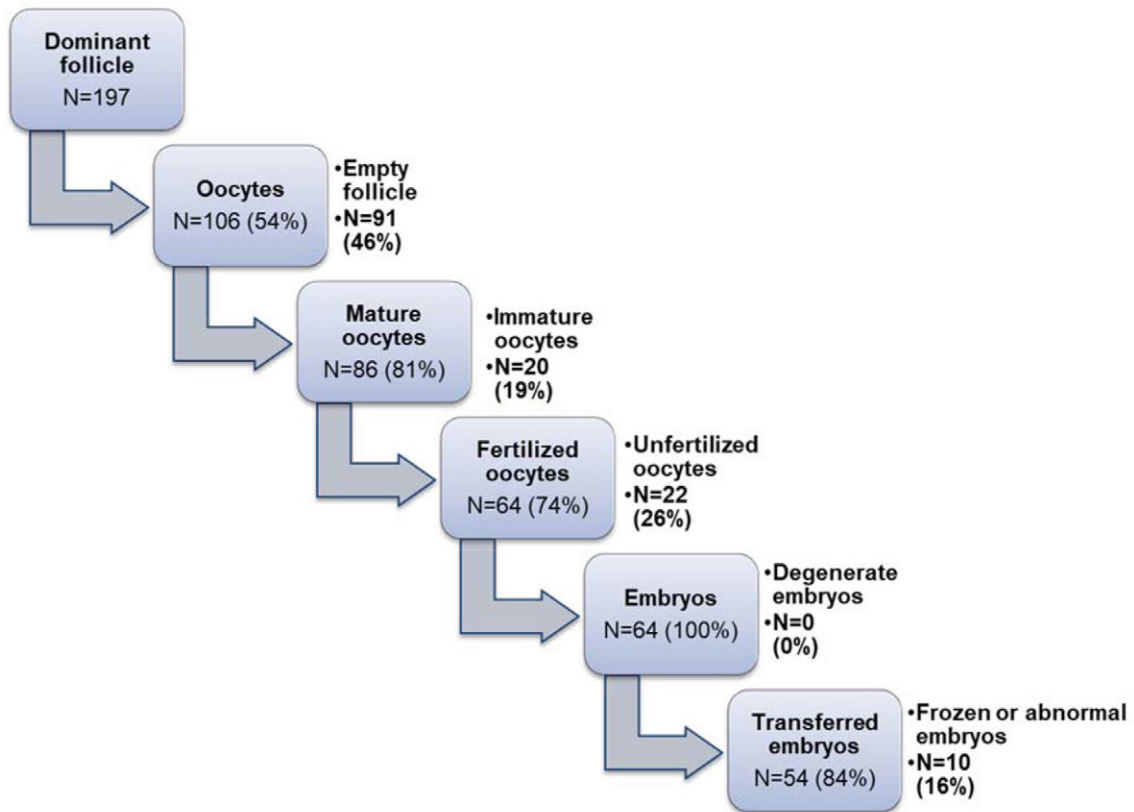 Dominant
follicle
N=197
Oocytes
N=106 (54%)
•Empty
follicle
•N=91
(46%)
Mature
oocytes
N=86 (81%)
•Immature
oocytes
•N=20
(19%)
Fertilized
oocytes
N=64 (74%)
•Unfertilized
oocytes
•N=22
(26%)
Embryos
N=64 (100%)
•Degenerate
embryos
•N=0
(0%)
Transferred
embryos
N=54 (84%)
•Frozen or abnormal
embryos
•N=10
(16%)